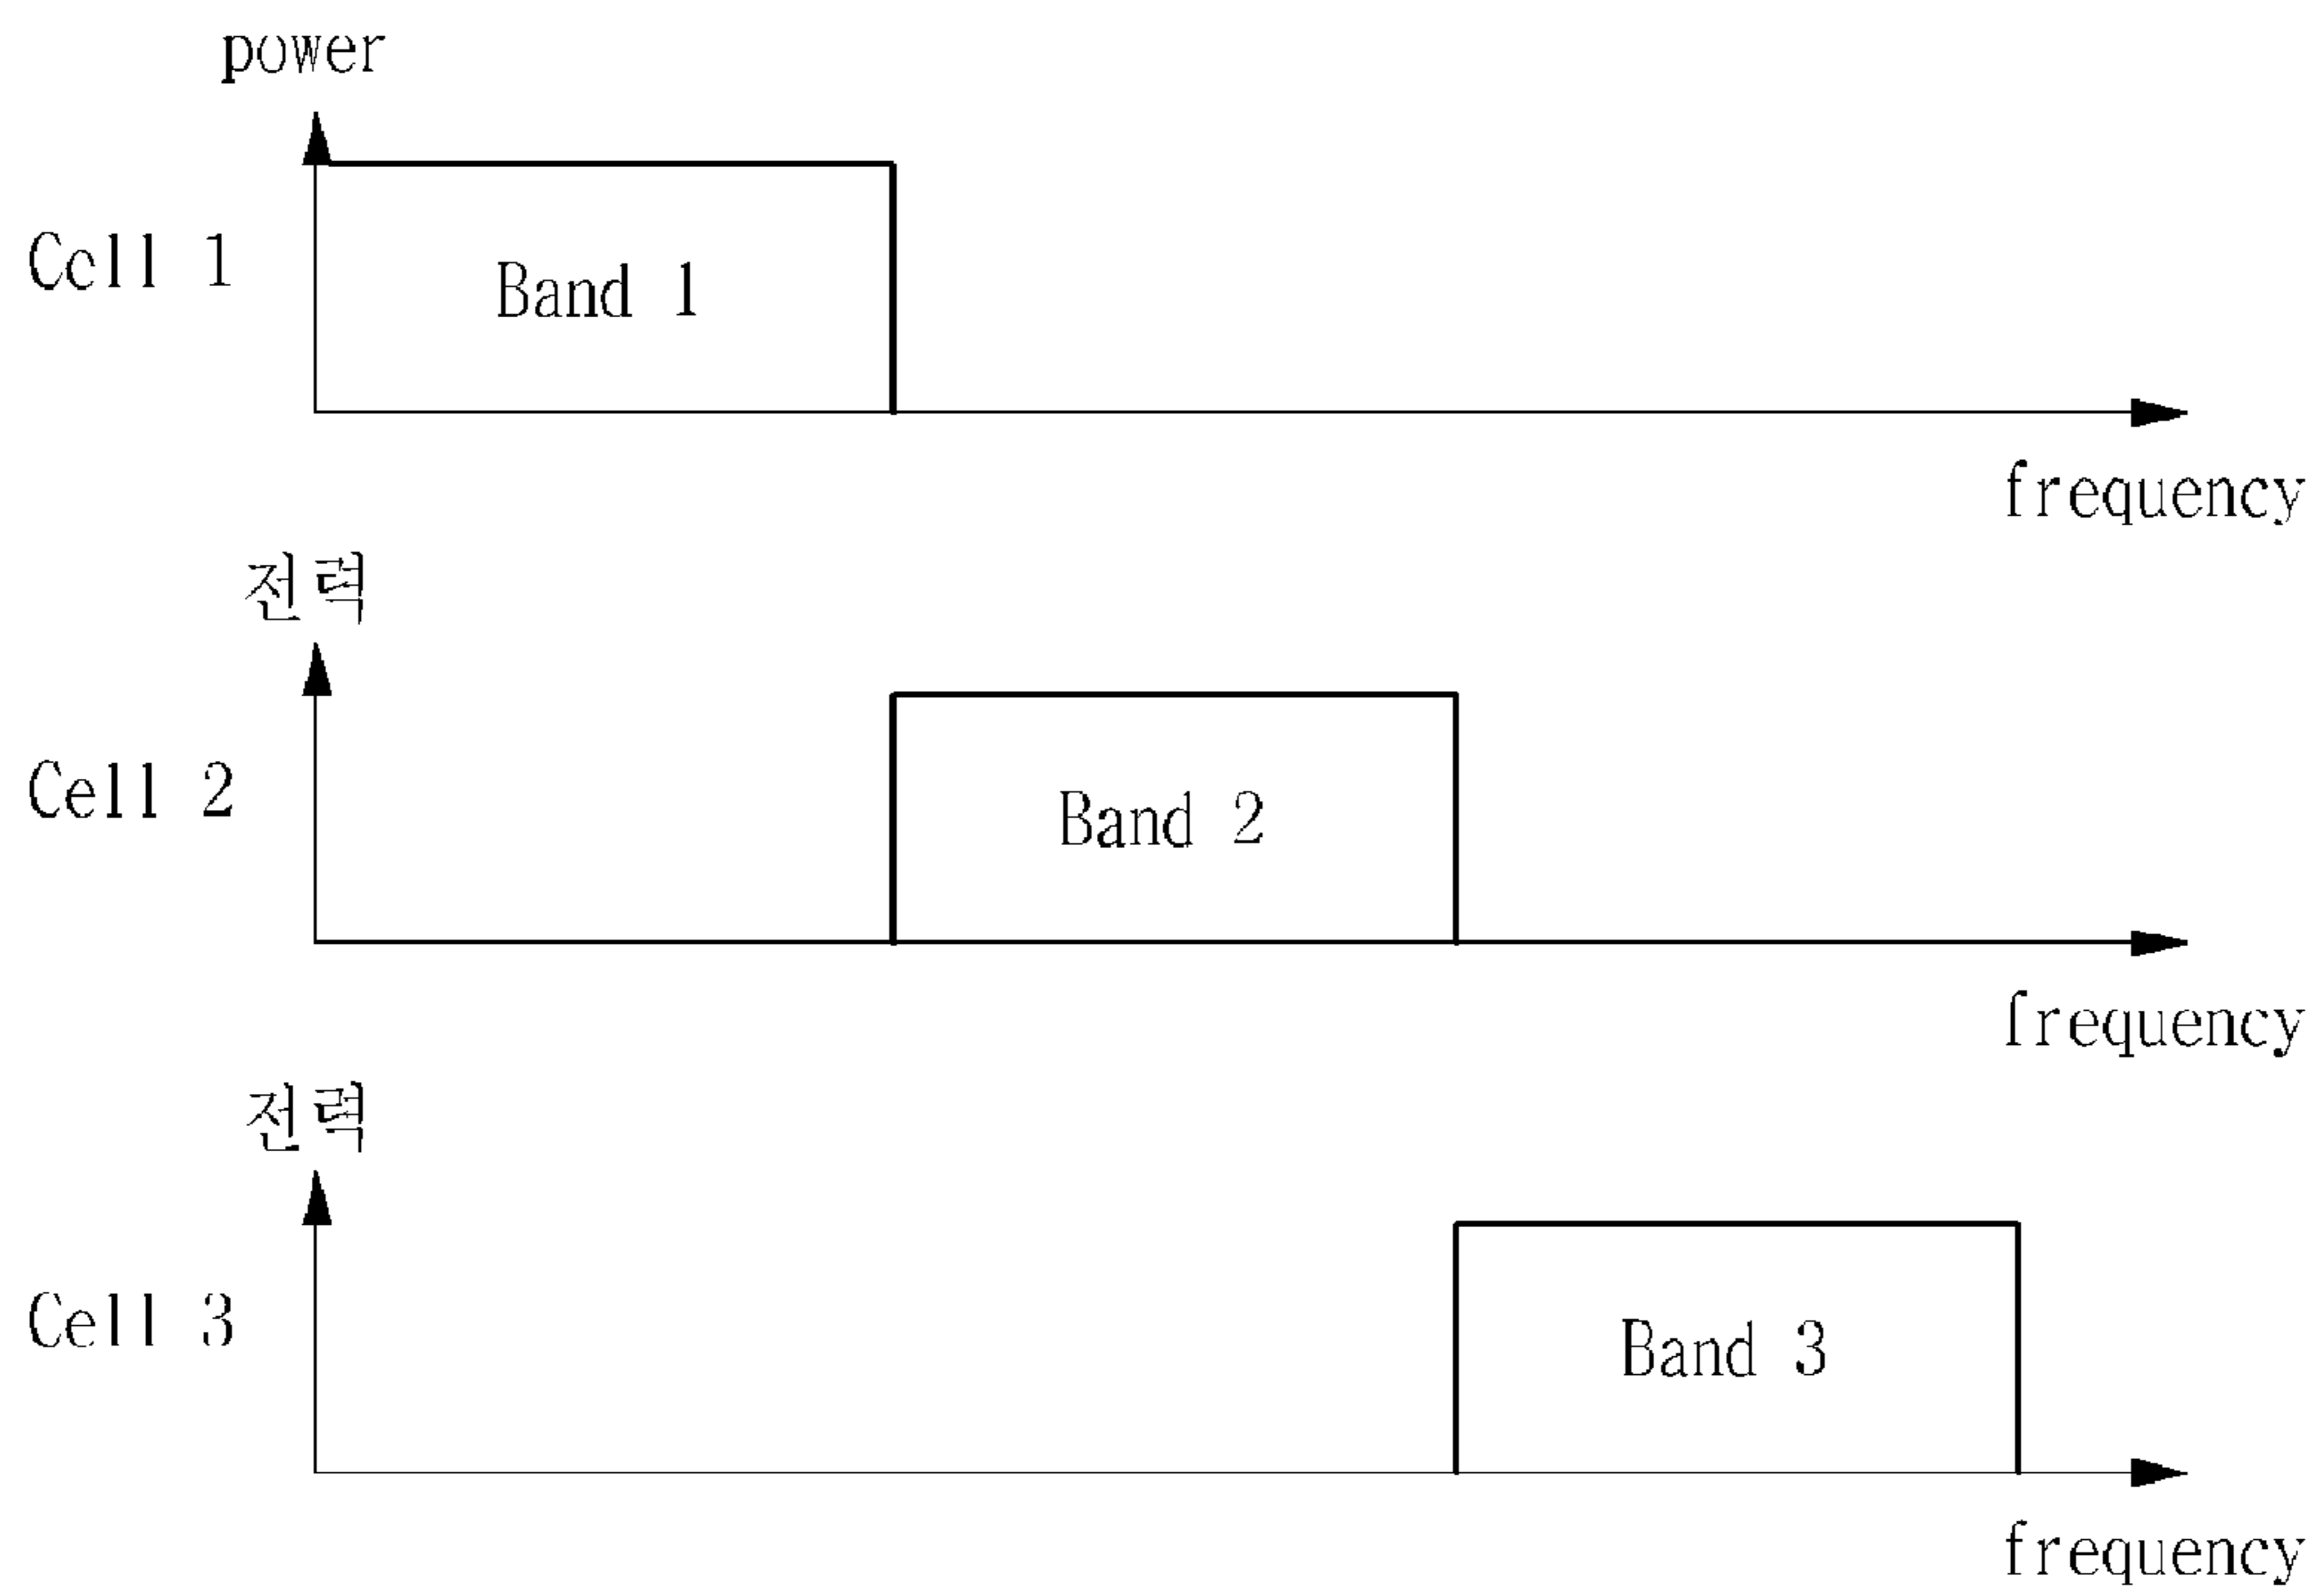 power
Cell 1
Band 1
frequency
전력
Cell 2
Band 2
frequency
전력
Cell 3
Band 3
frequency